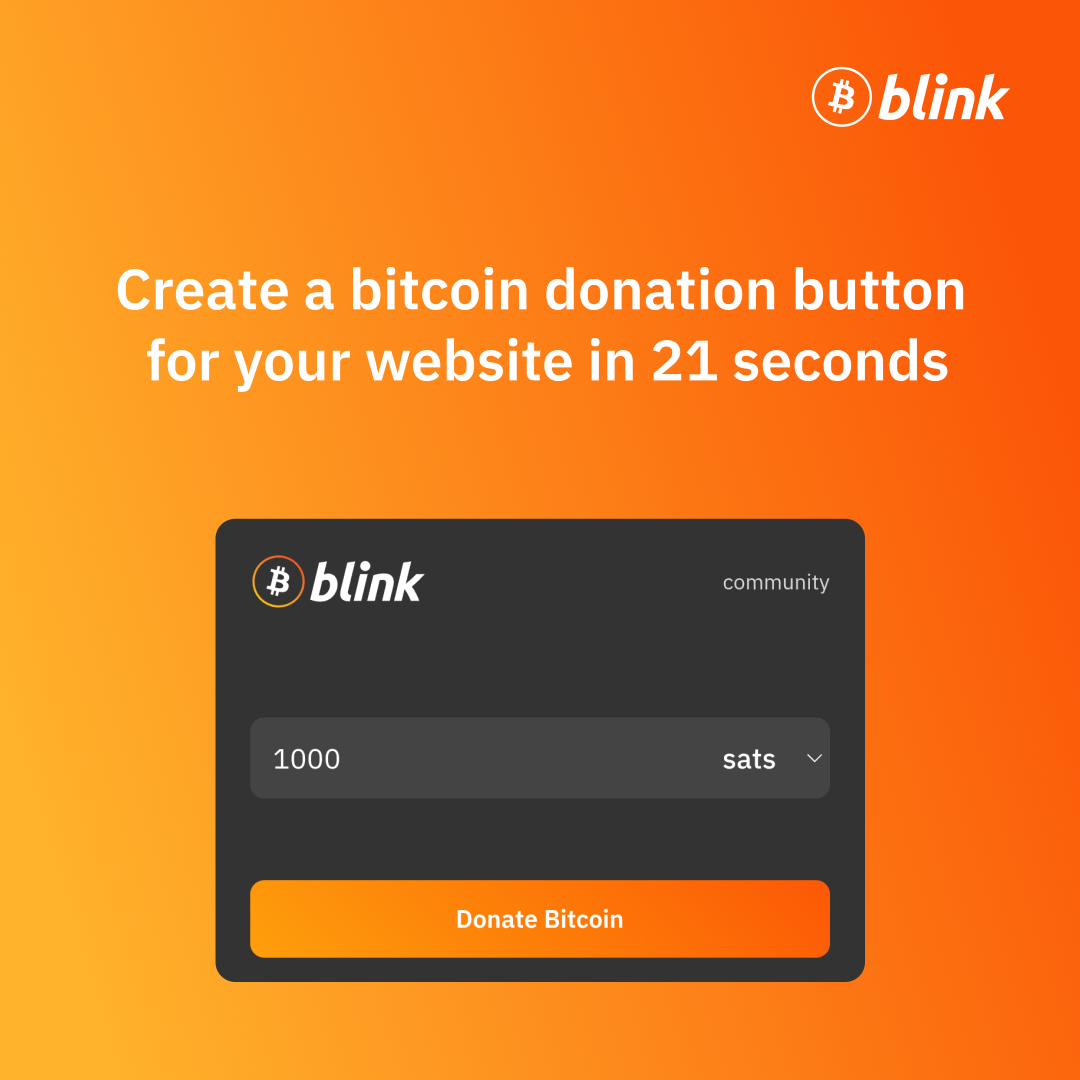 blink
Create a bitcoin donation button
for your website in 21 seconds
blink
community
1000
sats
Donate Bitcoin